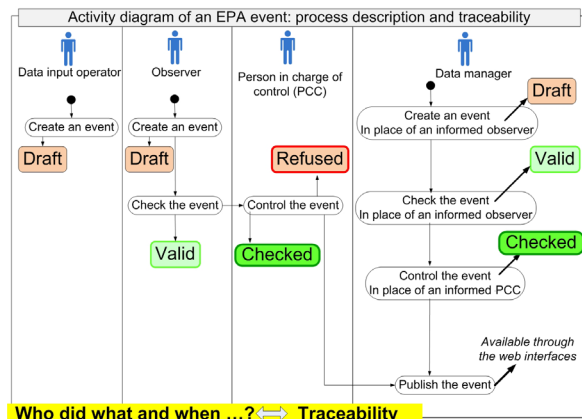 Activity diagram of an EPA event: process description and traceability
Data input operator
Observer
Person in charge of
control (PCC)
Data manager
Create an event
Draft
Create an event
Draft
Check the event
Valid
Refused
Control the event
Checked
Create an event
In place of an informed observer
Draft
Valid
Check the event
In place of an informed observer
Checked
Control the event
In place of an informed PCC
Available through
the web interfaces
Publish the event
Who did what and when ...? Traceability